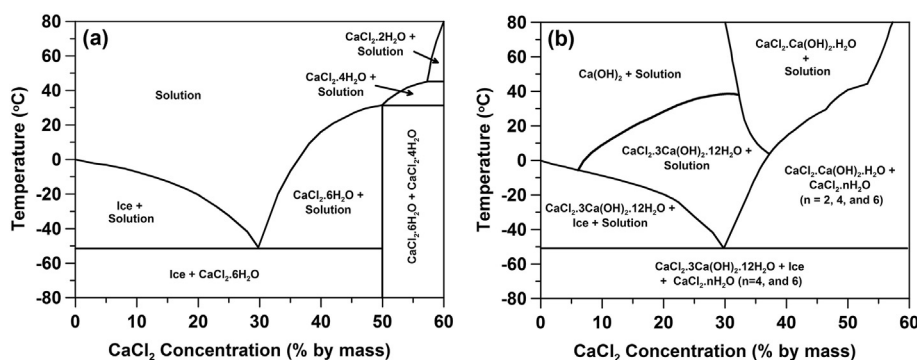 (a)
Temperature (°C)
80
60
40
20
0
-20
-40
-60
-80
CaCl₂.2H₂O +
Solution
CaCl₂.4H₂O +
Solution
Solution
Ice +
Solution
CaCl₂.6H₂O +
Solution
CaCl₂.6H₂O + CaCl₂.4H₂O
Ice + CaCl₂.6H₂O
0 10 20 30 40 50 60
CaCl₂ Concentration (% by mass)
(b)
Temperature (°C)
80
60
40
20
0
-20
-40
-60
-80
CaCl₂.Ca(OH)₂.H₂O
+
Solution
Ca(OH)₂ + Solution
CaCl₂.3Ca(OH)₂.12H₂O +
Solution
CaCl₂.Ca(OH)₂.H₂O +
CaCl₂.nH₂O
(n = 2, 4, and 6)
CaCl₂.3Ca(OH)₂.12H₂O +
Ice + Solution
CaCl₂.3Ca(OH)₂.12H₂O + Ice
+ CaCl₂.nH₂O (n=4, and 6)
0 10 20 30 40 50 60
CaCl₂ Concentration (% by mass)